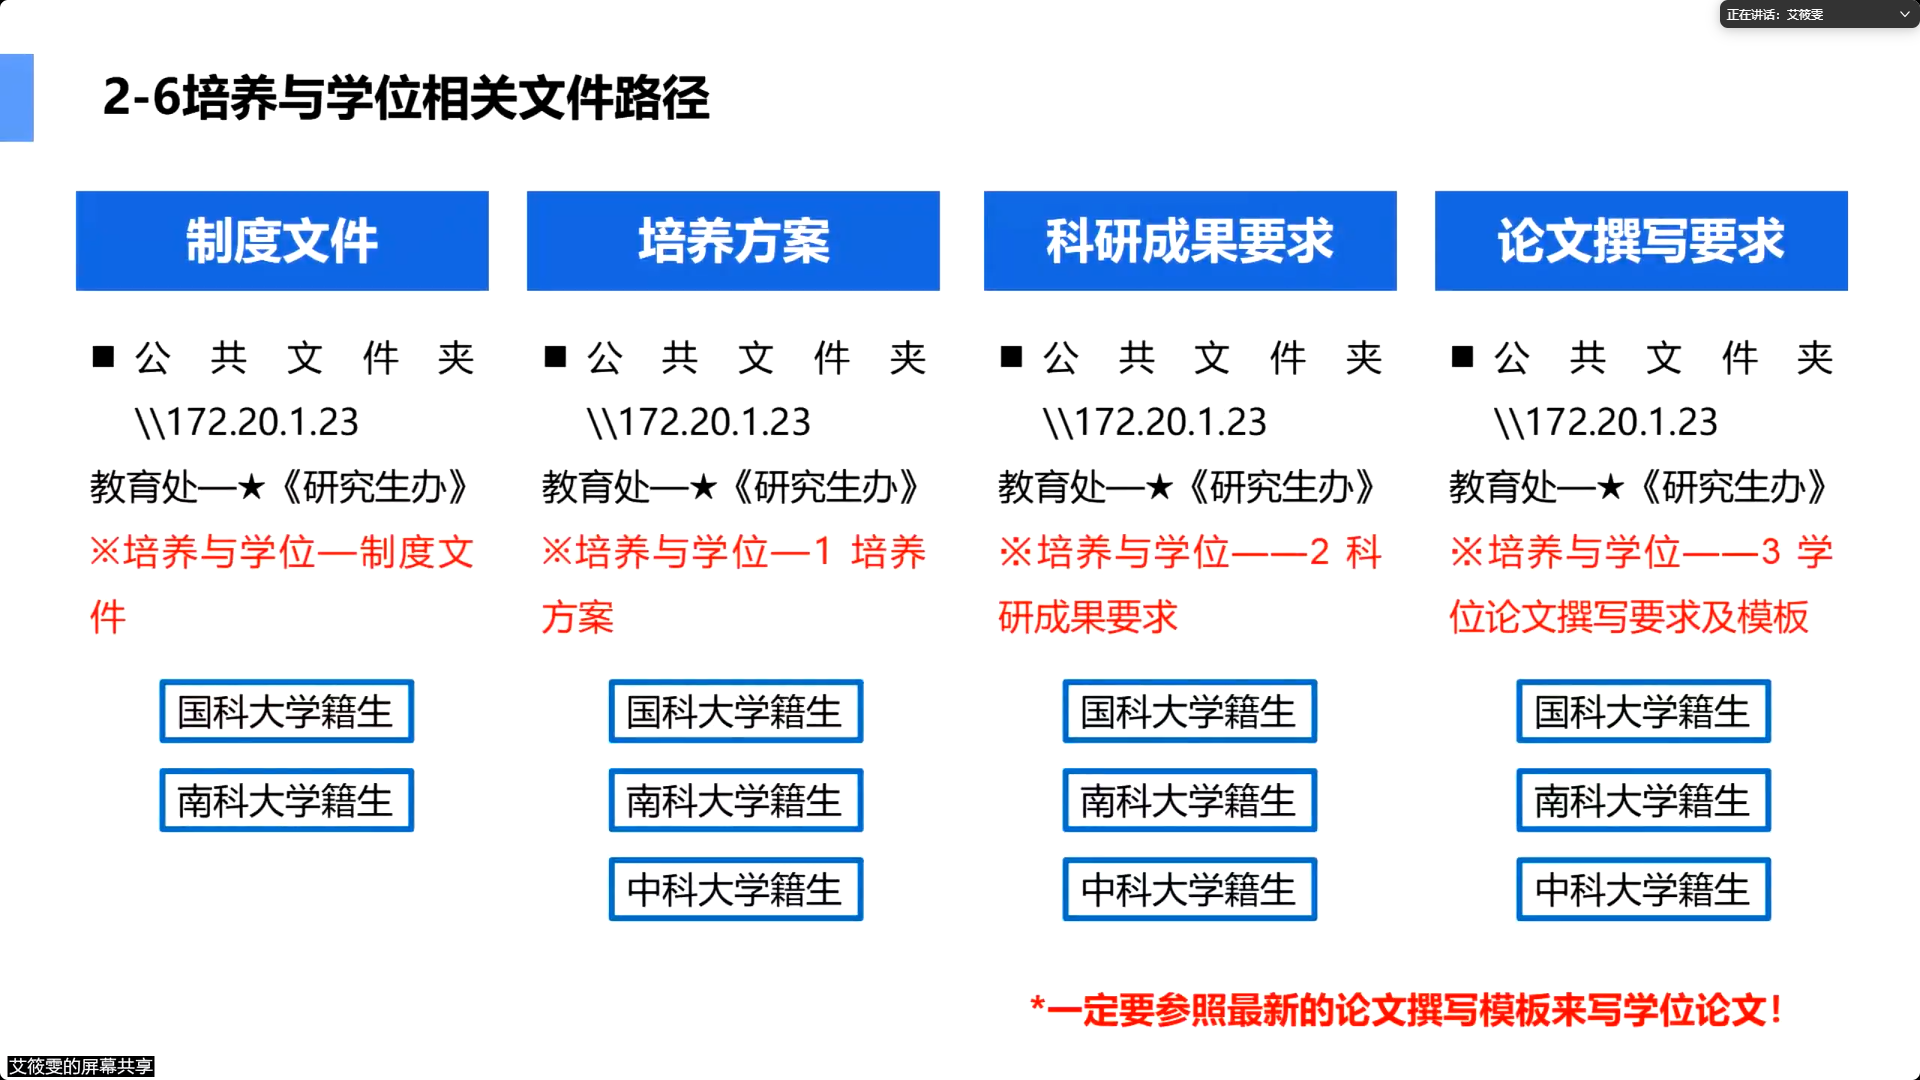 正在讲话：艾筱雯
2-6培养与学位相关文件路径
制度文件
■ 公共文件夹
\\172.20.1.23
教育处—★《研究生办》
※培养与学位—制度文
件
国科大学籍生
南科大学籍生
培养方案
■ 公共文件夹
\\172.20.1.23
教育处—★《研究生办》
※培养与学位—1 培养
方案
国科大学籍生
南科大学籍生
中科大学籍生
科研成果要求
■ 公共文件夹
\\172.20.1.23
教育处—★《研究生办》
※培养与学位——2 科
研成果要求
国科大学籍生
南科大学籍生
中科大学籍生
论文撰写要求
■ 公共文件夹
\\172.20.1.23
教育处—★《研究生办》
※培养与学位——3 学
位论文撰写要求及模板
国科大学籍生
南科大学籍生
中科大学籍生
*一定要参照最新的论文撰写模板来写学位论文！
艾筱雯的屏幕共享